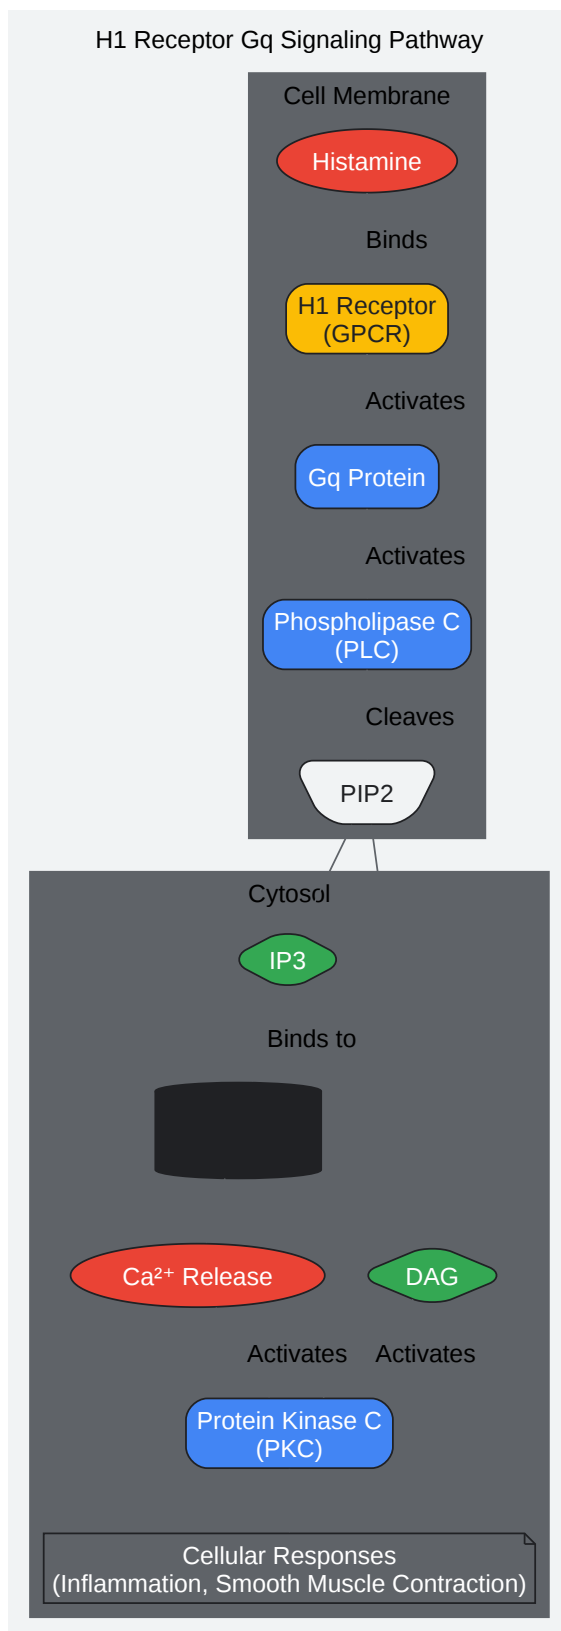 H1 Receptor Gq Signaling Pathway
Cell Membrane
Histamine
Binds
H1 Receptor
(GPCR)
Activates
Gq Protein
Activates
Phospholipase C
(PLC)
Cleaves
PIP2
Cytosol
IP3
Binds to
Ca²⁺ Release
DAG
Activates
Activates
Protein Kinase C
(PKC)
Cellular Responses
(Inflammation, Smooth Muscle Contraction)